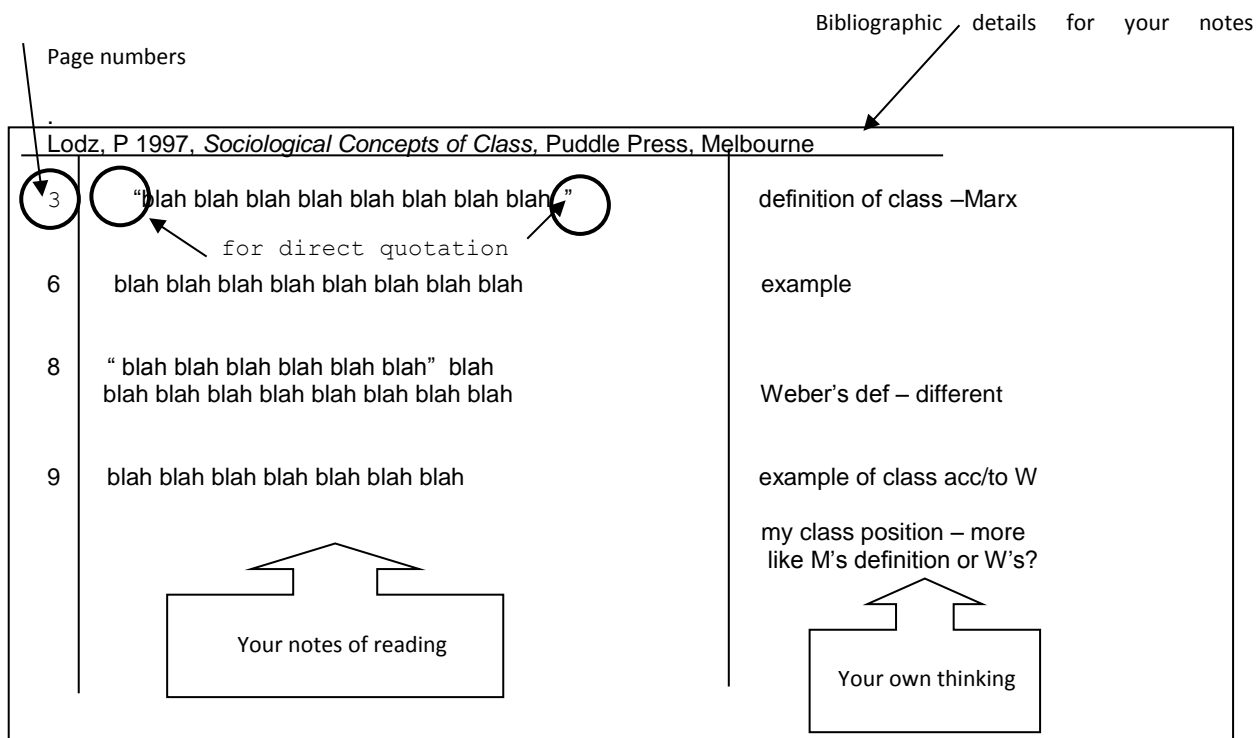 Bibliographic details for your notes
Page numbers
.
Lodz, P 1997, Sociological Concepts of Class, Puddle Press, Melbourne
3 “blah blah blah blah blah blah blah blah ” definition of class –Marx
for direct quotation
6 blah blah blah blah blah blah blah blah example
8 “ blah blah blah blah blah blah” blah
blah blah blah blah blah blah blah blah Weber’s def – different
9 blah blah blah blah blah blah blah example of class acc/to W
my class position – more
like M’s definition or W’s?
Your notes of reading
Your own thinking